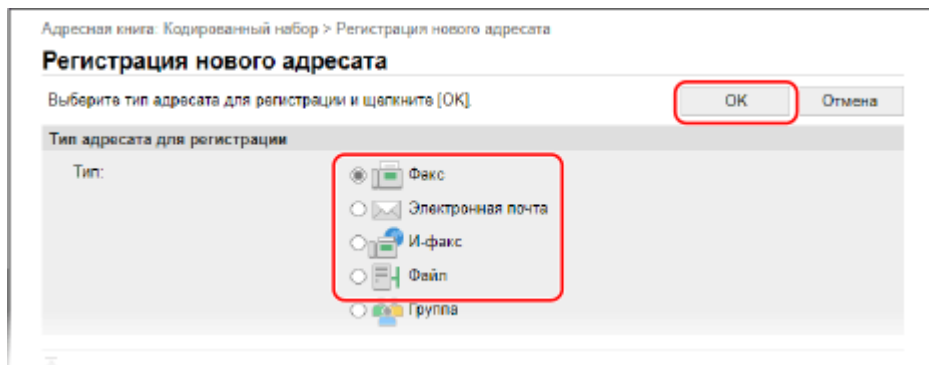 Адресная книга: Кодированный набор > Регистрация нового адресата
Регистрация нового адресата
Выберите тип адресата для регистрации и щелкните [OK].
OK
Отмена
Тип адресата для регистрации
Тип:
Факс
Электронная почта
И-факс
Файл
Группа